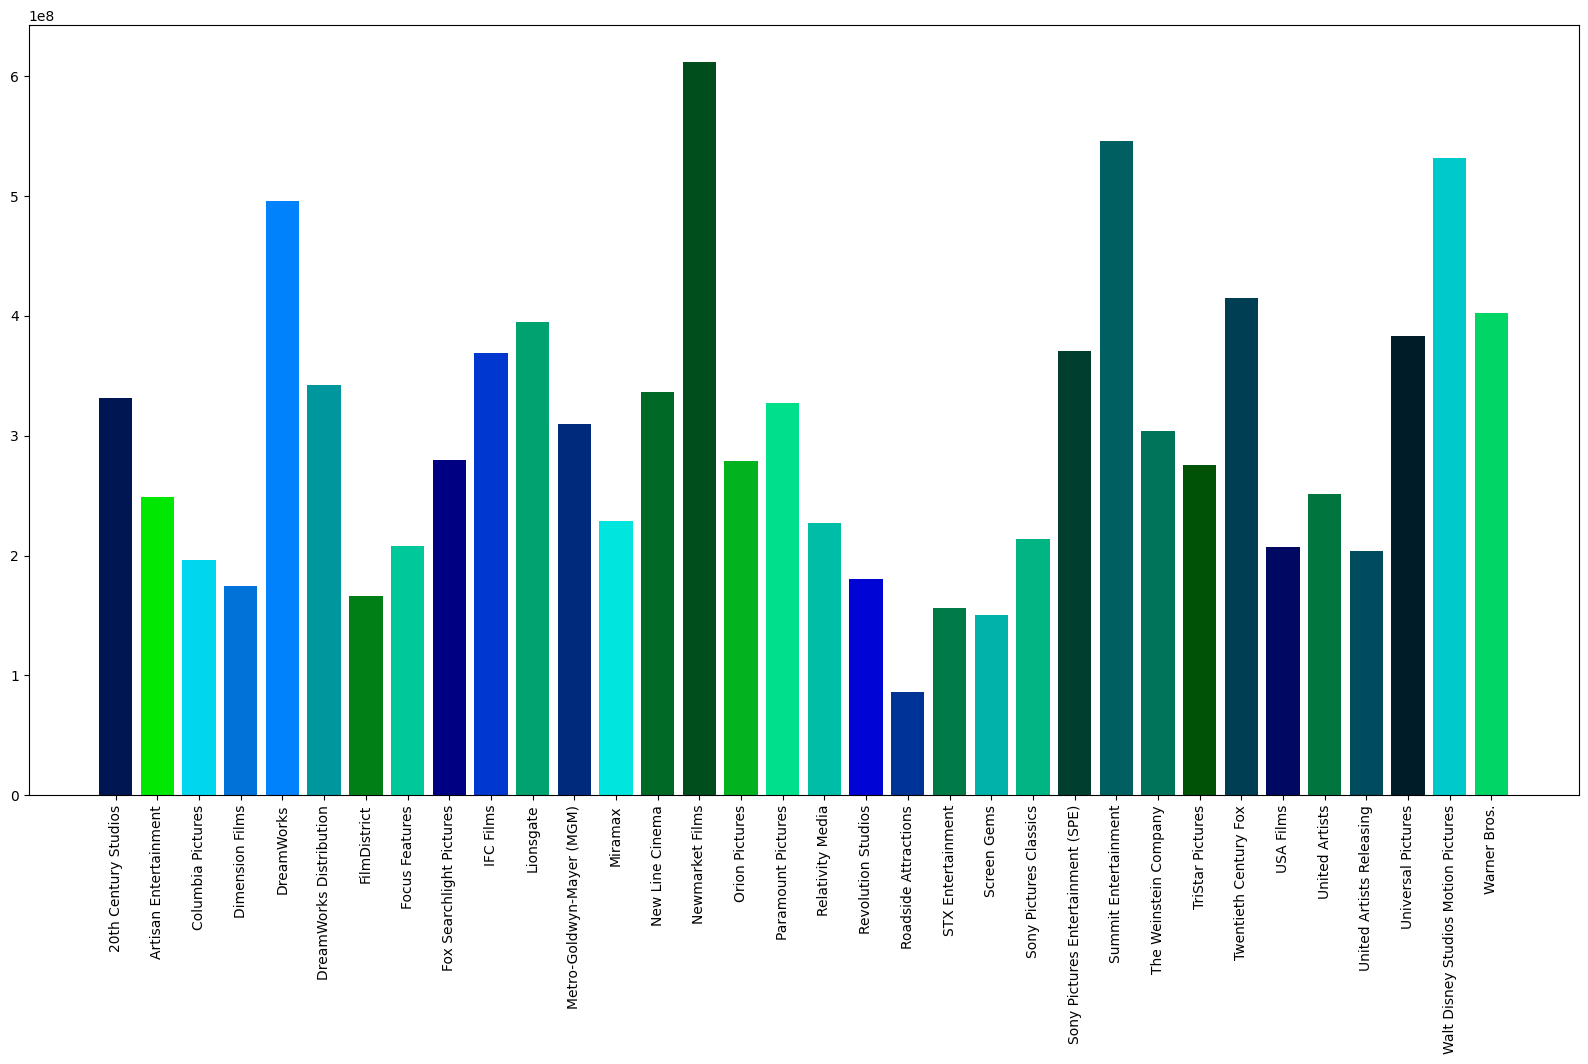 1e8
6
5
4
3
2
1
0
20th Century Studios
Artisan Entertainment
Columbia Pictures
Dimension Films
DreamWorks
DreamWorks Distribution
FilmDistrict
Focus Features
Fox Searchlight Pictures
IFC Films
Lionsgate
Metro-Goldwyn-Mayer (MGM)
Miramax
New Line Cinema
Newmarket Films
Orion Pictures
Paramount Pictures
Relativity Media
Revolution Studios
Roadside Attractions
STX Entertainment
Screen Gems
Sony Pictures Classics
Sony Pictures Entertainment (SPE)
Summit Entertainment
The Weinstein Company
TriStar Pictures
Twentieth Century Fox
USA Films
United Artists
United Artists Releasing
Universal Pictures
Walt Disney Studios Motion Pictures
Warner Bros.